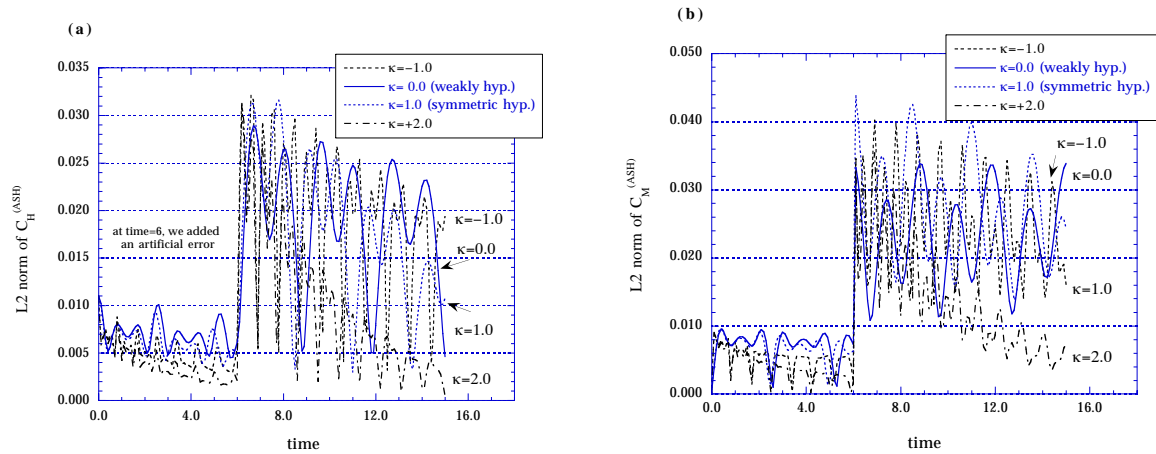 (a)
κ=−1.0
κ= 0.0 (weakly hyp.)
κ=1.0 (symmetric hyp.)
κ=+2.0
0.035
0.030
0.025
0.020
0.015
0.010
0.005
0.000
L2 norm of C_H^(ASH)
at time=6, we added
an artificial error
κ=−1.0
κ=0.0
κ=1.0
κ=2.0
0.0
4.0
8.0
12.0
16.0
time
(b)
κ=−1.0
κ=0.0 (weakly hyp.)
κ=1.0 (symmetric hyp.)
κ=+2.0
0.050
0.040
0.030
0.020
0.010
0.000
L2 norm of C_M^(ASH)
κ=−1.0
κ=0.0
κ=1.0
κ=2.0
0.0
4.0
8.0
12.0
16.0
time